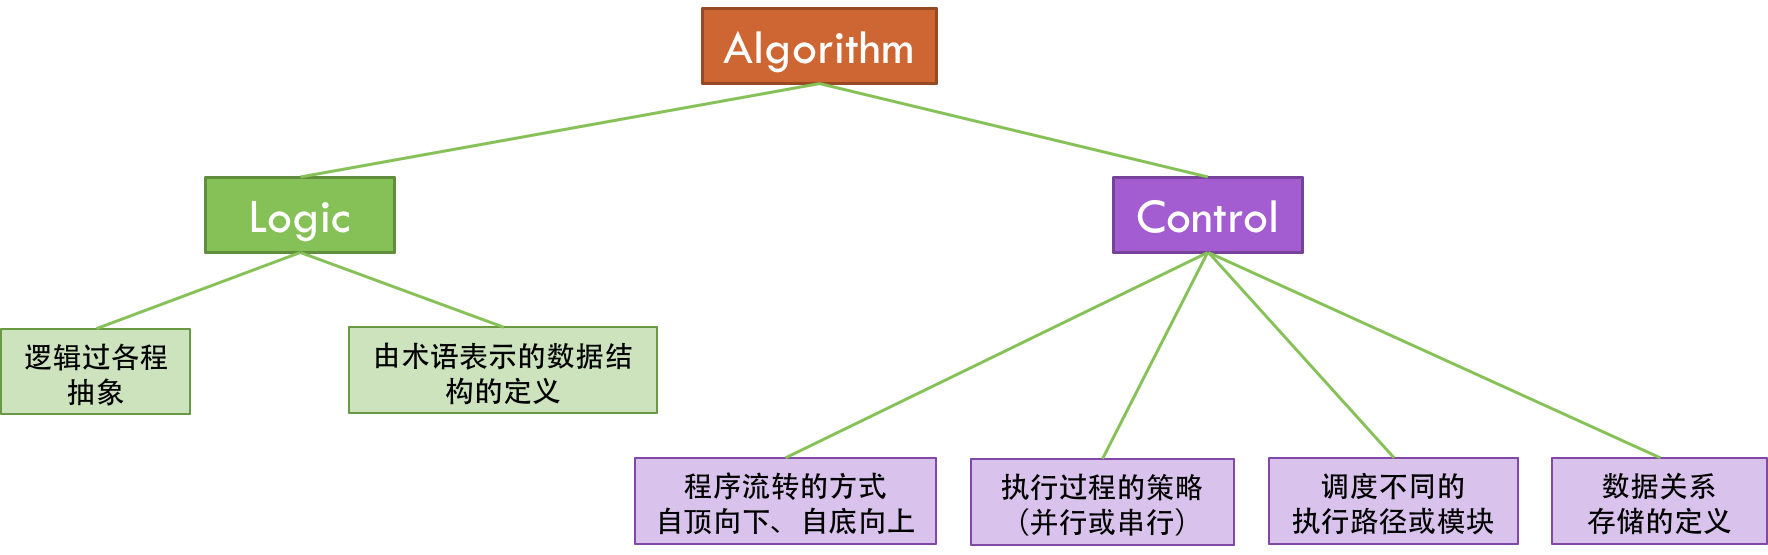 Algorithm
Logic
Control
逻辑过各程
抽象
由术语表示的数据结
构的定义
程序流转的方式
自顶向下、自底向上
执行过程的策略
（并行或串行）
调度不同的
执行路径或模块
数据关系
存储的定义